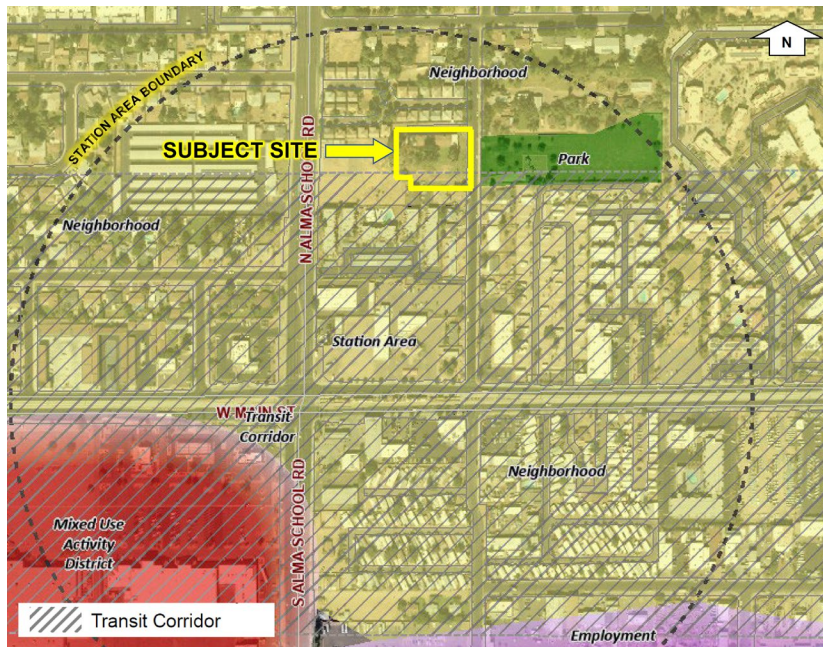 N
STATION AREA BOUNDARY
Neighborhood
SUBJECT SITE
Park
N ALMA SCHOOL RD
Neighborhood
Station Area
W MAIN ST
Transit
Corridor
Neighborhood
S ALMA SCHOOL RD
Mixed Use
Activity
District
Transit Corridor
Employment